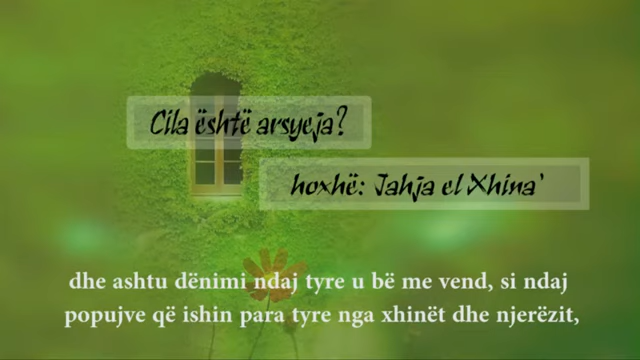 Cila është arsyeja?
hoxhë: Jahja el Xhina'
dhe ashtu dënimi ndaj tyre u bë me vend, si ndaj
popujve që ishin para tyre nga xhinët dhe njerëzit,